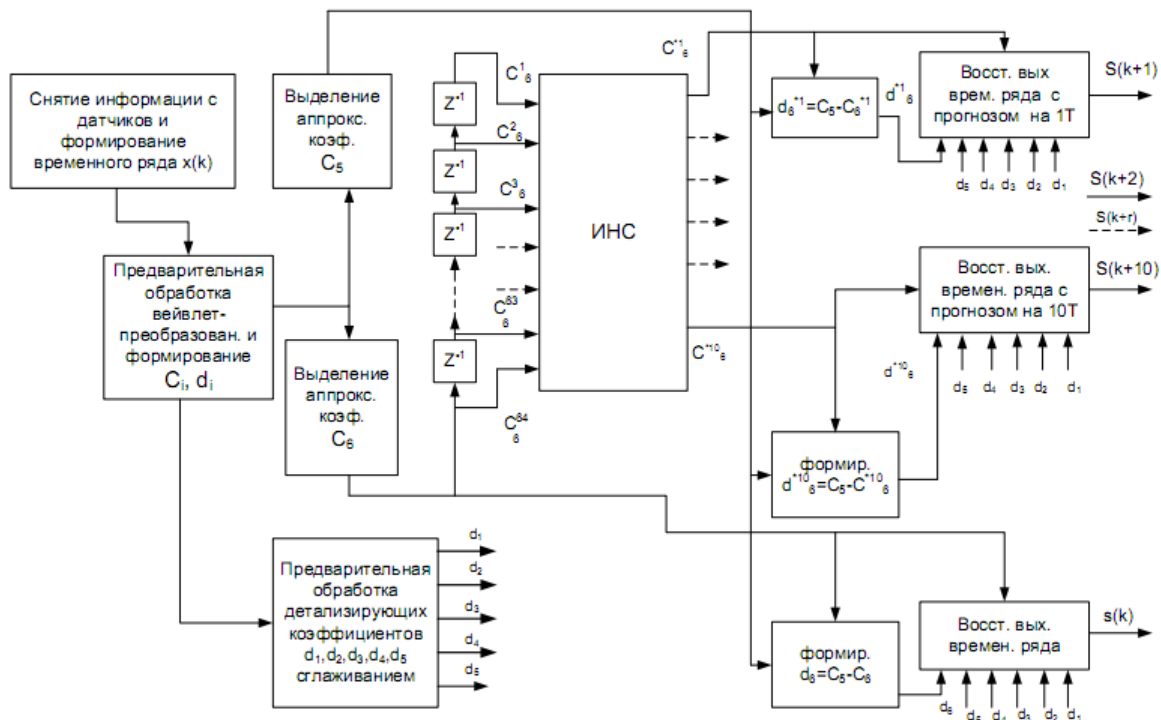 Снятие информации с
датчиков и
формирование
временного ряда x(k)
Выделение
аппрокс.
коэф.
C5
Предварительная
обработка
вейвлет-
преобразован. и
формирование
Ci, di
Выделение
аппрокс.
коэф.
C6
Предварительная
обработка
детализирующих
коэффициентов
d1,d2,d3,d4,d5
сглаживанием
d1
d2
d3
d4
d5
Z*1
Z*1
Z*1
Z*1
C16
C26
C36
C636
C646
ИНС
C*16
C*106
d6*1=C5-C6*1
d*16
Восст. вых
врем. ряда с
прогнозом на 1Т
S(k+1)
d5
d4
d3
d2
d1
S(k+2)
S(k+r)
Восст. вых.
времен. ряда с
прогнозом на 10Т
S(k+10)
d*106
d5
d4
d3
d2
d1
формир.
d*106=C5-C*106
формир.
d6=C5-C6
Восст. вых.
времен. ряда
s(k)
d6
d5
d4
d3
d2
d1